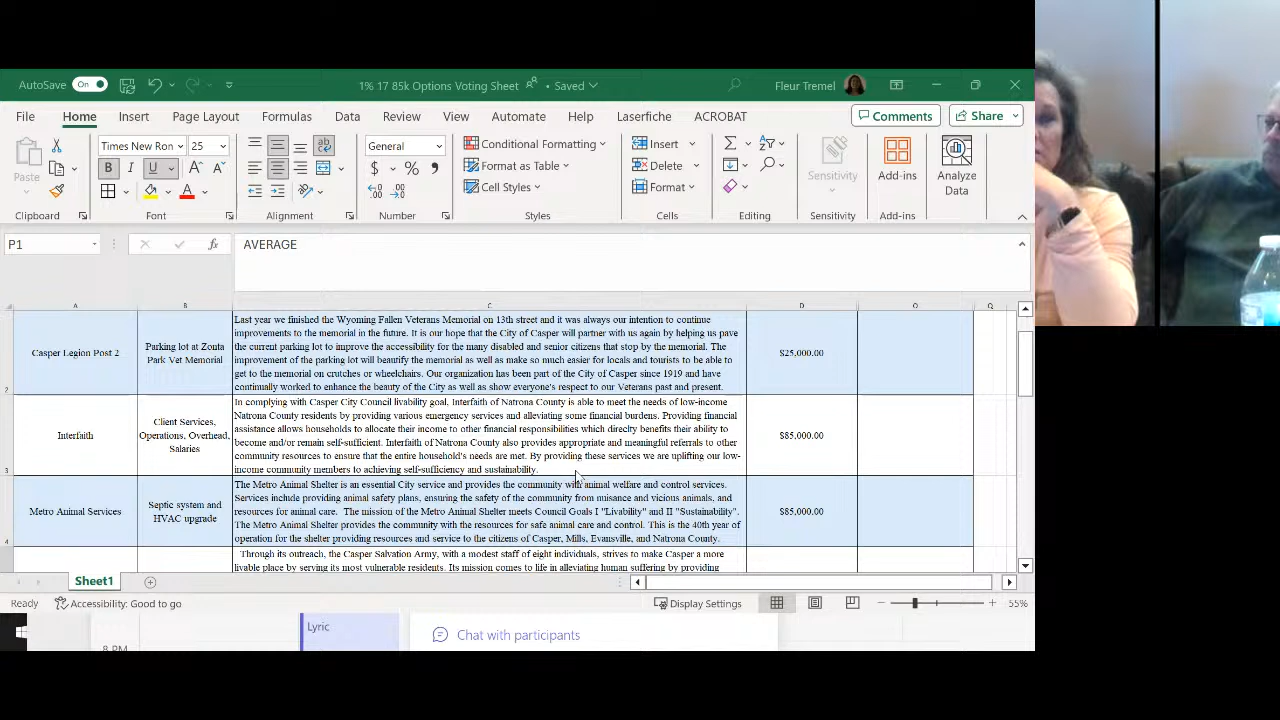 AutoSave On 1% 17 85k Options Voting Sheet • Saved Fleur Tremel
File Home Insert Page Layout Formulas Data Review View Automate Help Laserfiche ACROBAT Comments Share
Paste Times New Ron 25 General Conditional Formatting Insert Sensitivity Add-ins Analyze Data
B I U A A $ % , Format as Table Delete
Cell Styles Format
Clipboard Font Alignment Number Styles Cells Editing Sensitivity Add-ins
P1 fx AVERAGE
A B C D O Q
Last year we finished the Wyoming Fallen Veterans Memorial on 13th street and it was always our intention to continue
improvements to the memorial in the future. It is our hope that the City of Casper will partner with us again by helping us pave
the current parking lot to improve the accessibility for the many disabled and senior citizens that stop by the memorial. The
improvement of the parking lot will beautify the memorial as well as make so much easier for locals and tourists to be able to
get to the memorial on crutches or wheelchairs. Our organization has been part of the City of Casper since 1919 and have
continually worked to enhance the beauty of the City as well as show everyone's respect to our Veterans past and present.
2 Casper Legion Post 2
Parking lot at Zonta
Park Vet Memorial
$25,000.00
Interfaith
Client Services,
Operations, Overhead,
Salaries
In complying with Casper City Council livability goal, Interfaith of Natrona County is able to meet the needs of low-income
Natrona County residents by providing various emergency services and alleviating some financial burdens. Providing financial
assistance allows households to allocate their income to other financial responsibilities which direclty benefits their ability to
become and/or remain self-sufficient. Interfaiith of Natrona County also provides appropriate and meaningful referrals to other
community resources to ensure that the entire household's needs are met. By providing these services we are uplifting our low-
income community members to achieving self-sufficiency and sustainability.
$85,000.00
3
Metro Animal Services
Septic system and
HVAC upgrade
The Metro Animal Shelter is an essential City service and provides the community with animal welfare and control services.
Services include providing animal safety plans, ensuring the safety of the community from nuisance and vicious animals, and
resources for animal care. The mission of the Metro Animal Shelter meets Council Goals I "Livability" and II "Sustainability".
The Metro Animal Shelter provides the community with the resources for safe animal care and control. This is the 40th year of
operation for the shelter providing resources and service to the citizens of Casper, Mills, Evansville, and Natrona County.
$85,000.00
4
Through its outreach, the Casper Salvation Army, with a modest staff of eight individuals, strives to make Casper a more
livable place by serving its most vulnerable residents. Its mission comes to life in alleviating human suffering by providing
Sheet1
Ready Accessibility: Good to go Display Settings 55%
Lyric
Chat with participants
8 PM